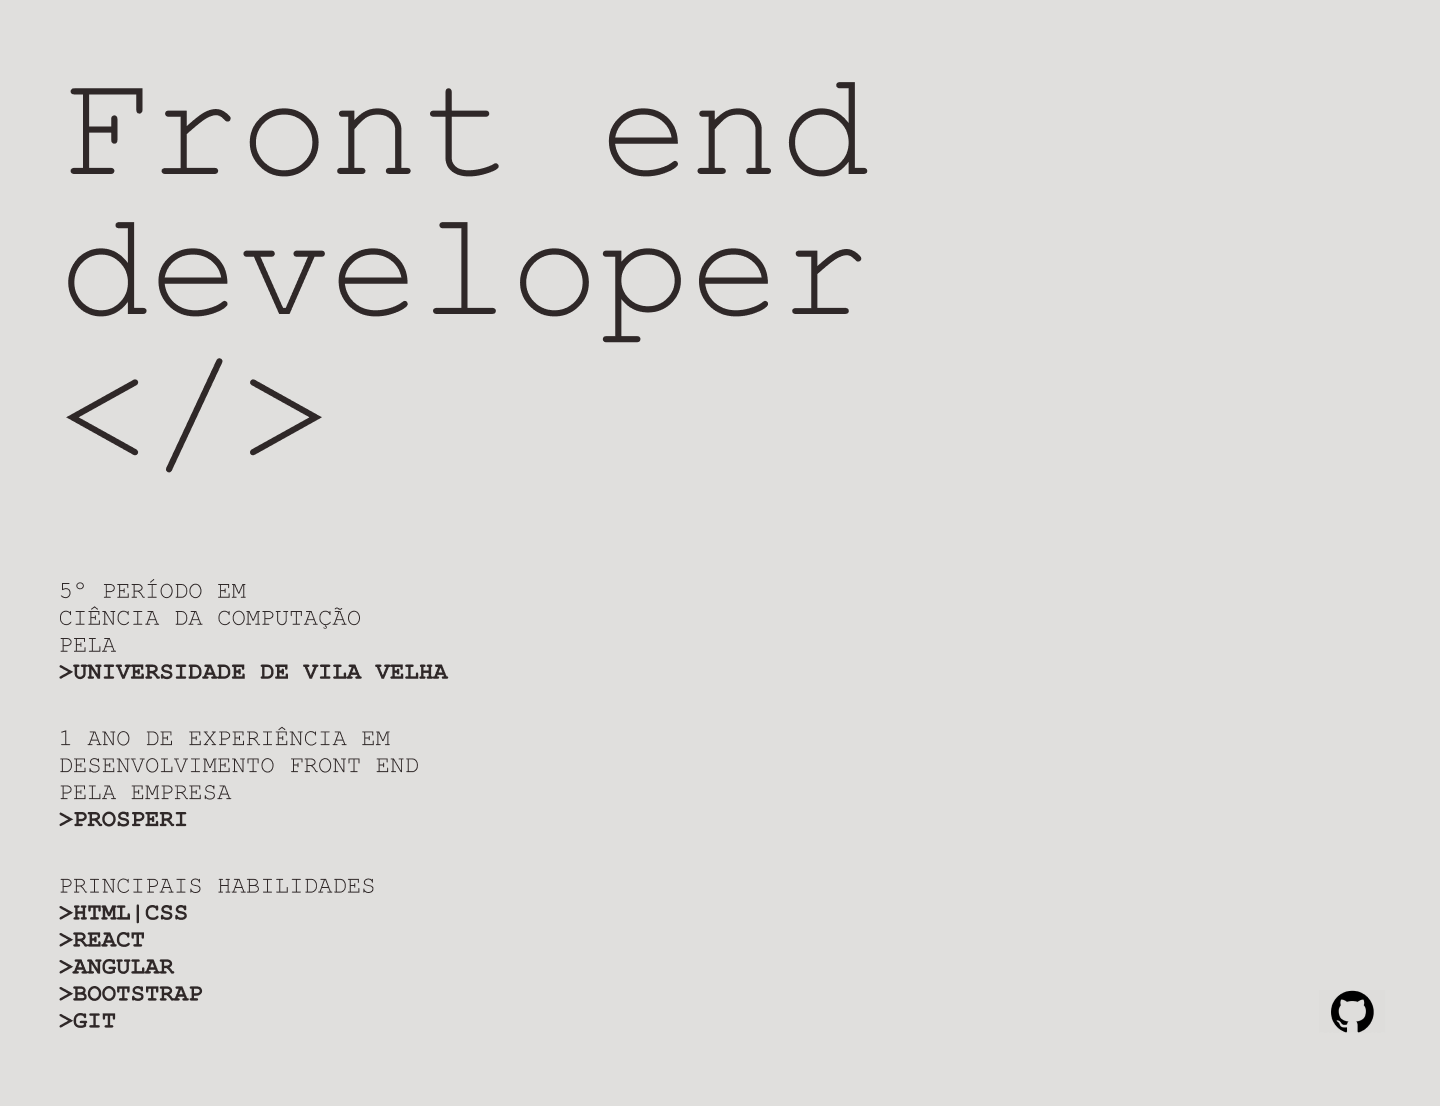 Front end
developer
</>
5º PERÍODO EM
CIÊNCIA DA COMPUTAÇÃO
PELA
>UNIVERSIDADE DE VILA VELHA
1 ANO DE EXPERIÊNCIA EM
DESENVOLVIMENTO FRONT END
PELA EMPRESA
>PROSPERI
PRINCIPAIS HABILIDADES
>HTML|CSS
>REACT
>ANGULAR
>BOOTSTRAP
>GIT